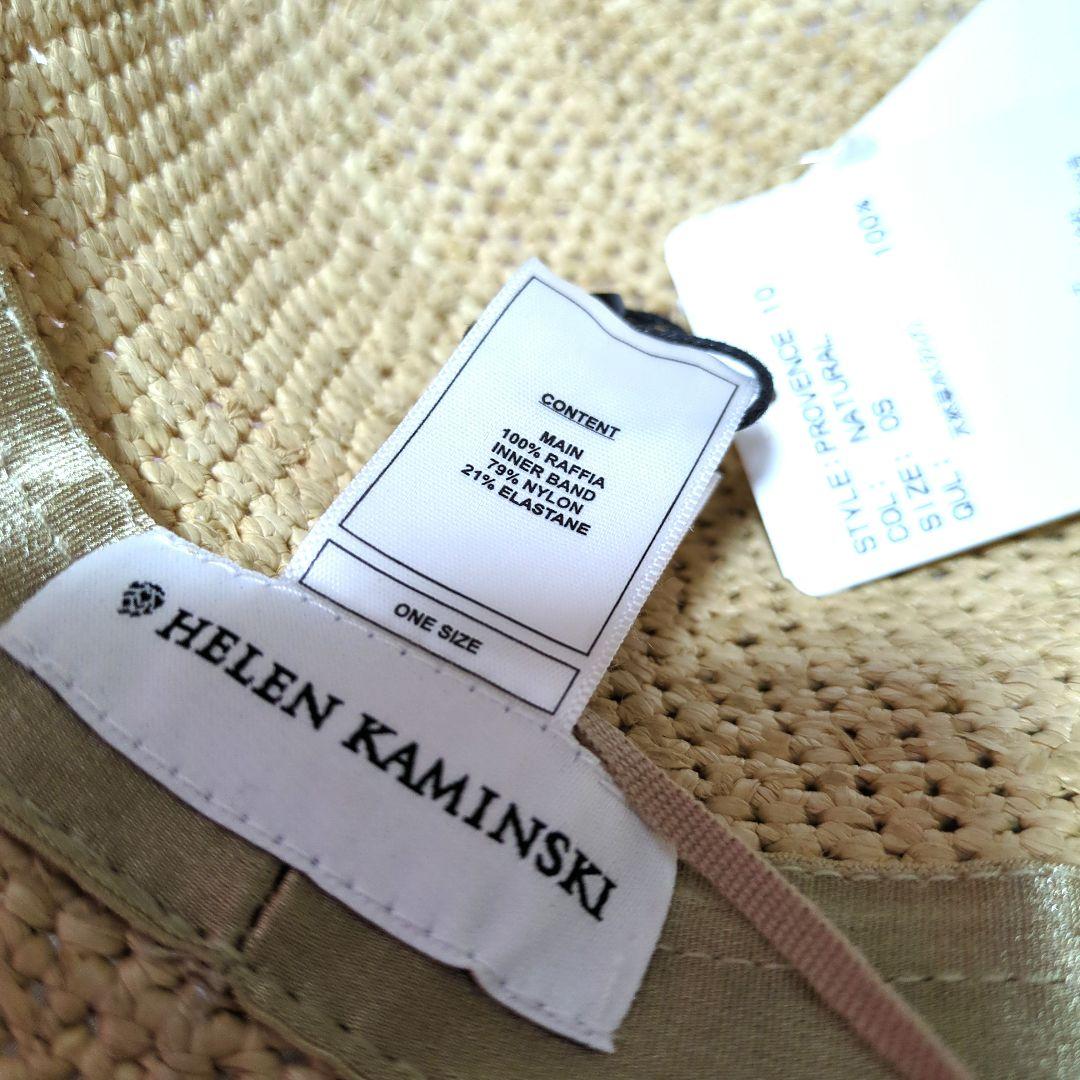 CONTENT
MAIN
100% RAFFIA
INNER BAND
79% NYLON
21% ELASTANE
ONE SIZE
HELEN KAMINSKI
STYLE: PROVENCE 10
COL: NATURAL
SIZE: OS
QUL: 100%